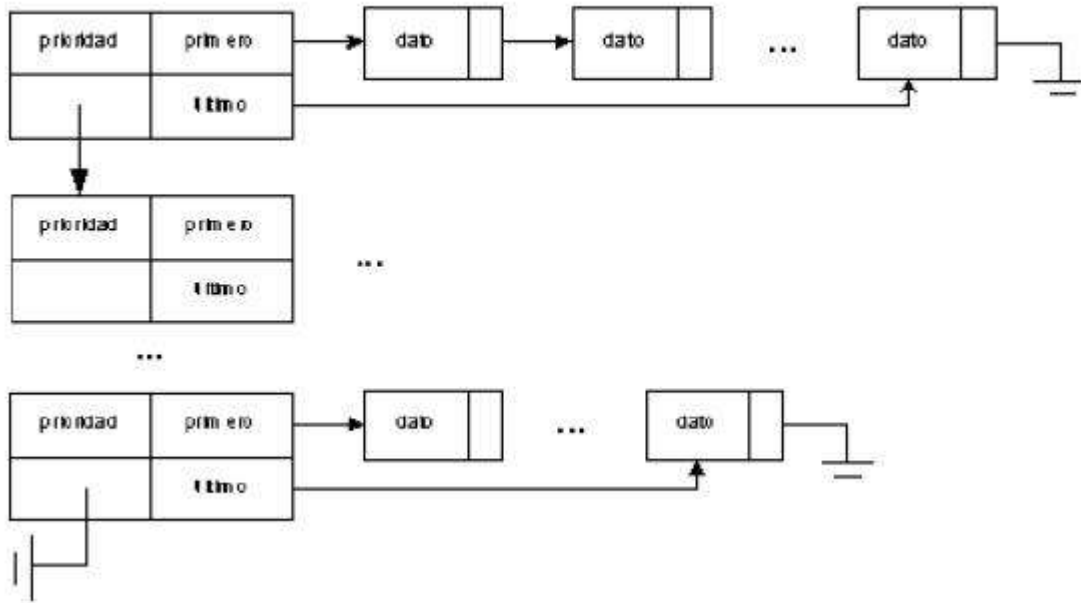 prioridad primero dato dato ... dato
último
prioridad primero
...
último
...
prioridad primero dato ... dato
último